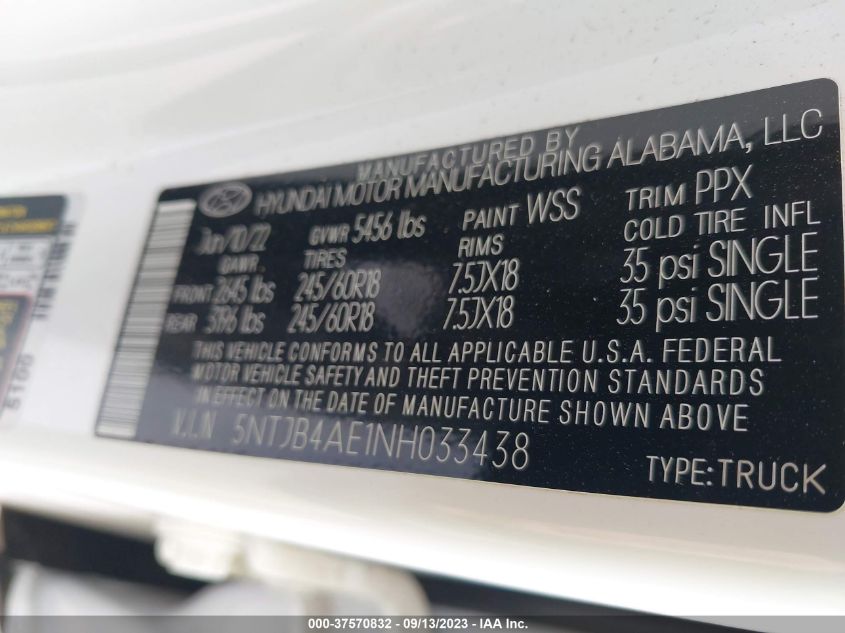 MANUFACTURED BY
HYUNDAI MOTOR MANUFACTURING ALABAMA, LLC
Jun/10/22 GVWR 5456 lbs PAINT WSS TRIM PPX
GAWR TIRES RIMS COLD TIRE INFL
FRONT 2645 lbs 245/60R18 7.5JX18 35 psi SINGLE
REAR 3196 lbs 245/60R18 7.5JX18 35 psi SINGLE
THIS VEHICLE CONFORMS TO ALL APPLICABLE U.S.A. FEDERAL
MOTOR VEHICLE SAFETY AND THEFT PREVENTION STANDARDS
IN EFFECT ON THE DATE OF MANUFACTURE SHOWN ABOVE
V.I.N 5NTJB4AE1NH033438
TYPE:TRUCK
000-37570832 - 09/13/2023 - IAA Inc.